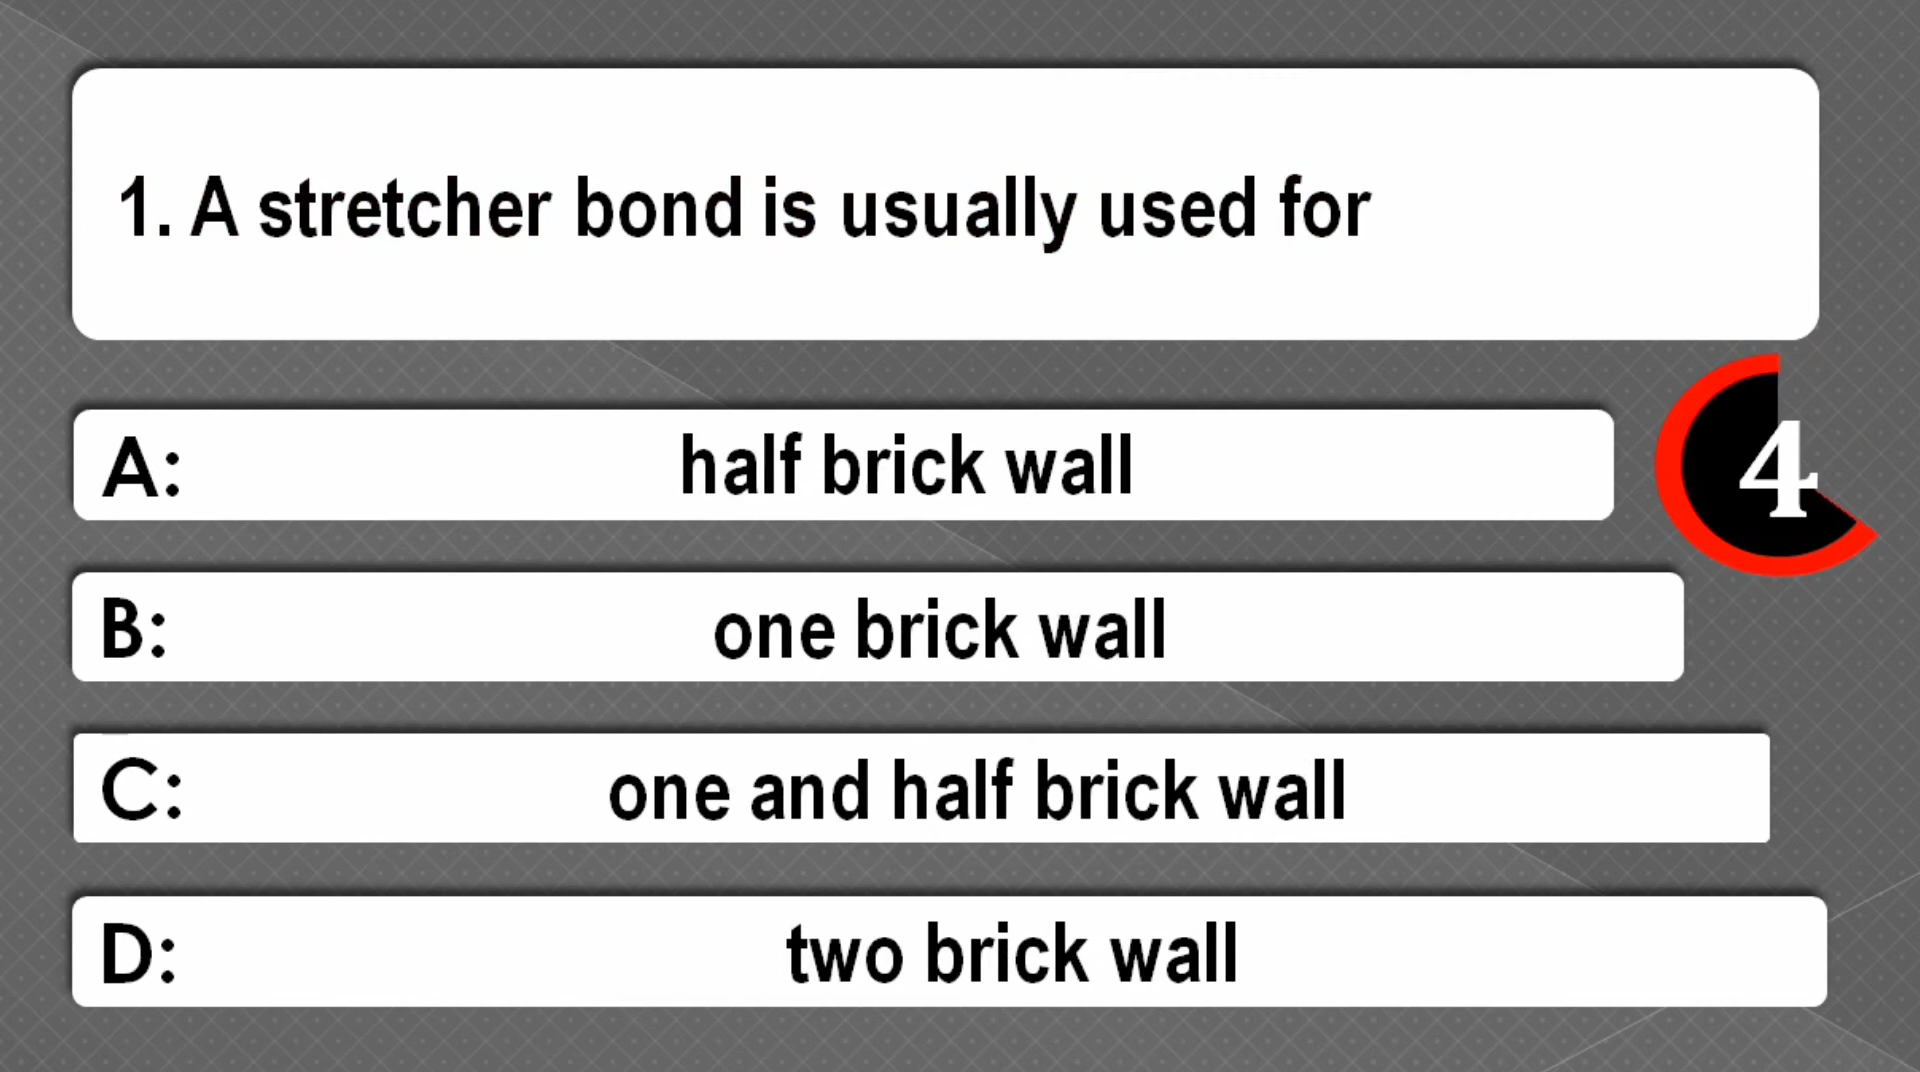 1. A stretcher bond is usually used for
A: half brick wall
4
B: one brick wall
C: one and half brick wall
D: two brick wall